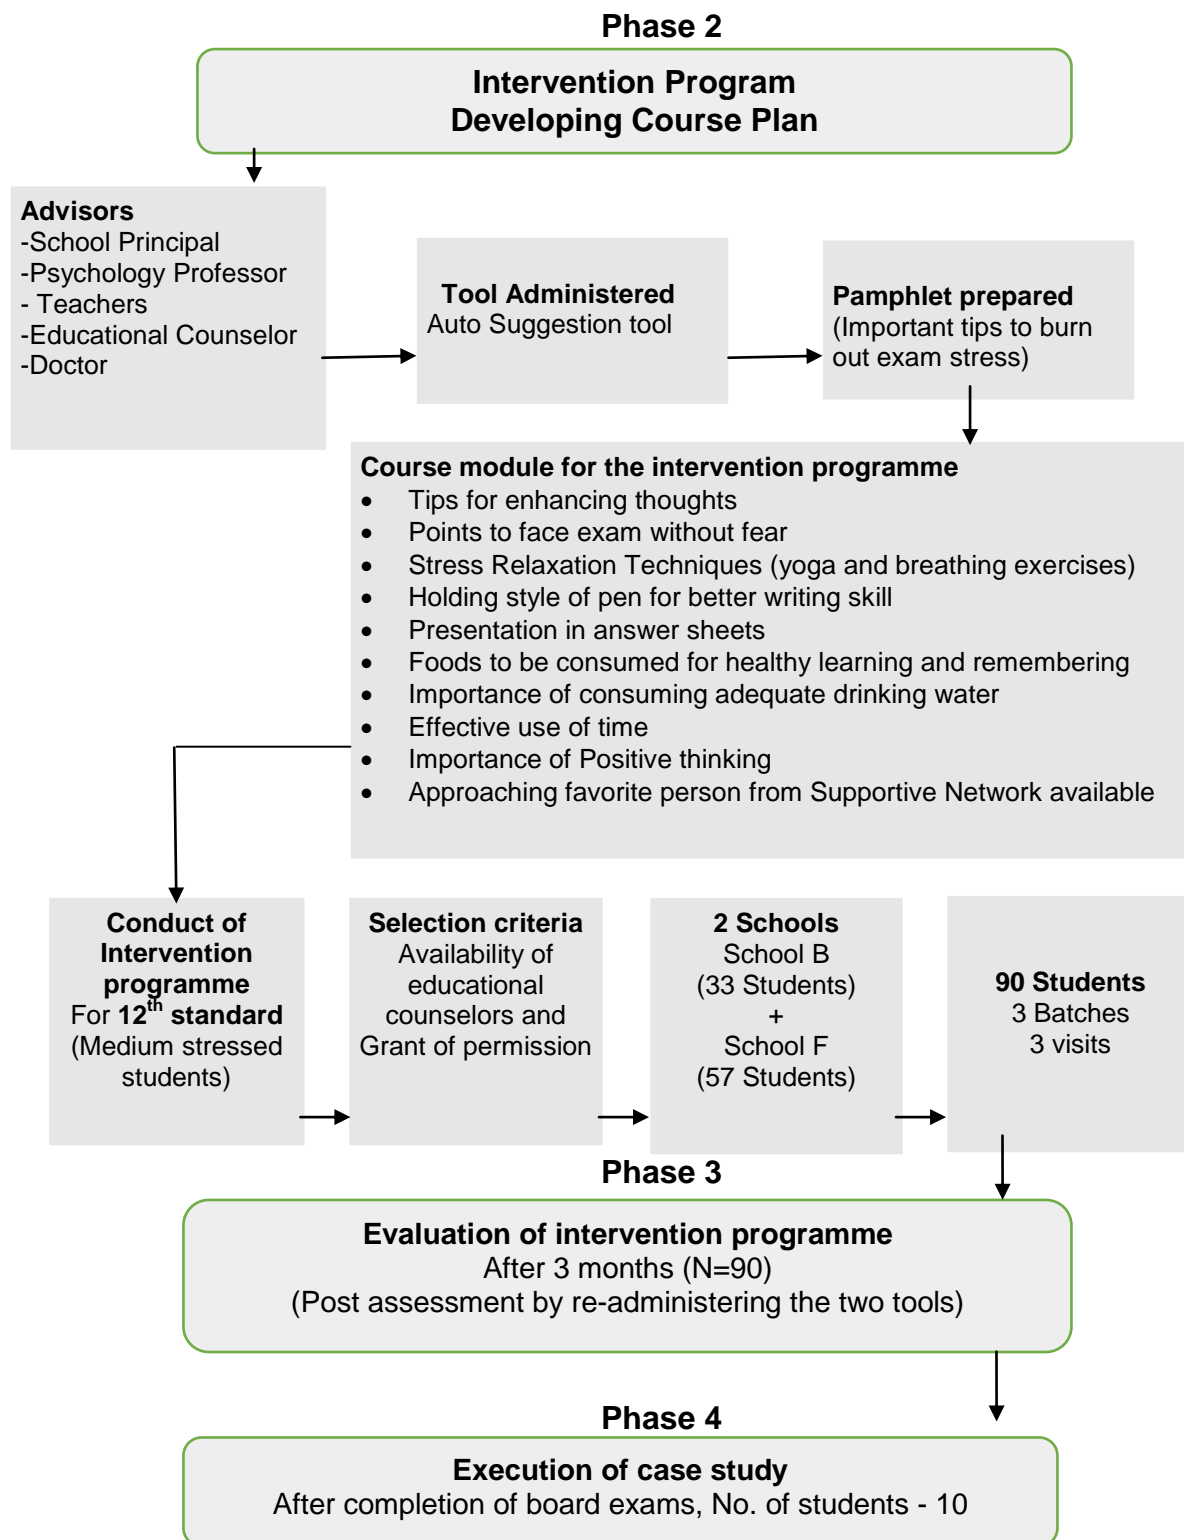 Phase 2
Intervention Program
Developing Course Plan
Advisors
-School Principal
-Psychology Professor
- Teachers
-Educational Counselor
-Doctor
Tool Administered
Auto Suggestion tool
Pamphlet prepared
(Important tips to burn
out exam stress)
Course module for the intervention programme
• Tips for enhancing thoughts
• Points to face exam without fear
• Stress Relaxation Techniques (yoga and breathing exercises)
• Holding style of pen for better writing skill
• Presentation in answer sheets
• Foods to be consumed for healthy learning and remembering
• Importance of consuming adequate drinking water
• Effective use of time
• Importance of Positive thinking
• Approaching favorite person from Supportive Network available
Conduct of
Intervention
programme
For 12th standard
(Medium stressed
students)
Selection criteria
Availability of
educational
counselors and
Grant of permission
2 Schools
School B
(33 Students)
+
School F
(57 Students)
90 Students
3 Batches
3 visits
Phase 3
Evaluation of intervention programme
After 3 months (N=90)
(Post assessment by re-administering the two tools)
Phase 4
Execution of case study
After completion of board exams, No. of students - 10